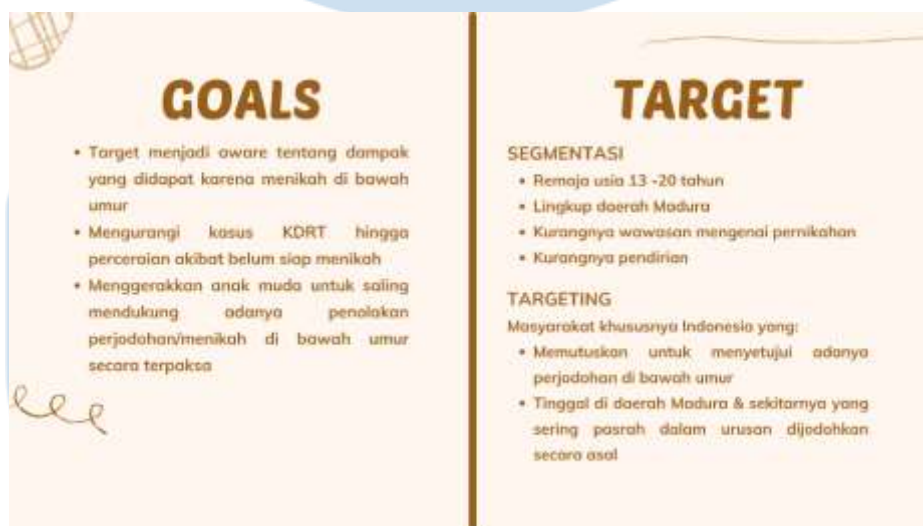 GOALS
• Target menjadi aware tentang dampak
yang didapat karena menikah di bawah
umur
• Mengurangi kasus KDRT hingga
perceraian akibat belum siap menikah
• Menggerakkan anak muda untuk saling
mendukung adanya penolakan
perjodohan/menikah di bawah umur
secara terpaksa
TARGET
SEGMENTASI
• Remaja usia 13 -20 tahun
• Lingkup daerah Madura
• Kurangnya wawasan mengenai pernikahan
• Kurangnya pendirian
TARGETING
Masyarakat khususnya Indonesia yang:
• Memutuskan untuk menyetujui adanya
perjodohan di bawah umur
• Tinggal di daerah Madura & sekitarnya yang
sering pasrah dalam urusan dijodohkan
secara asal